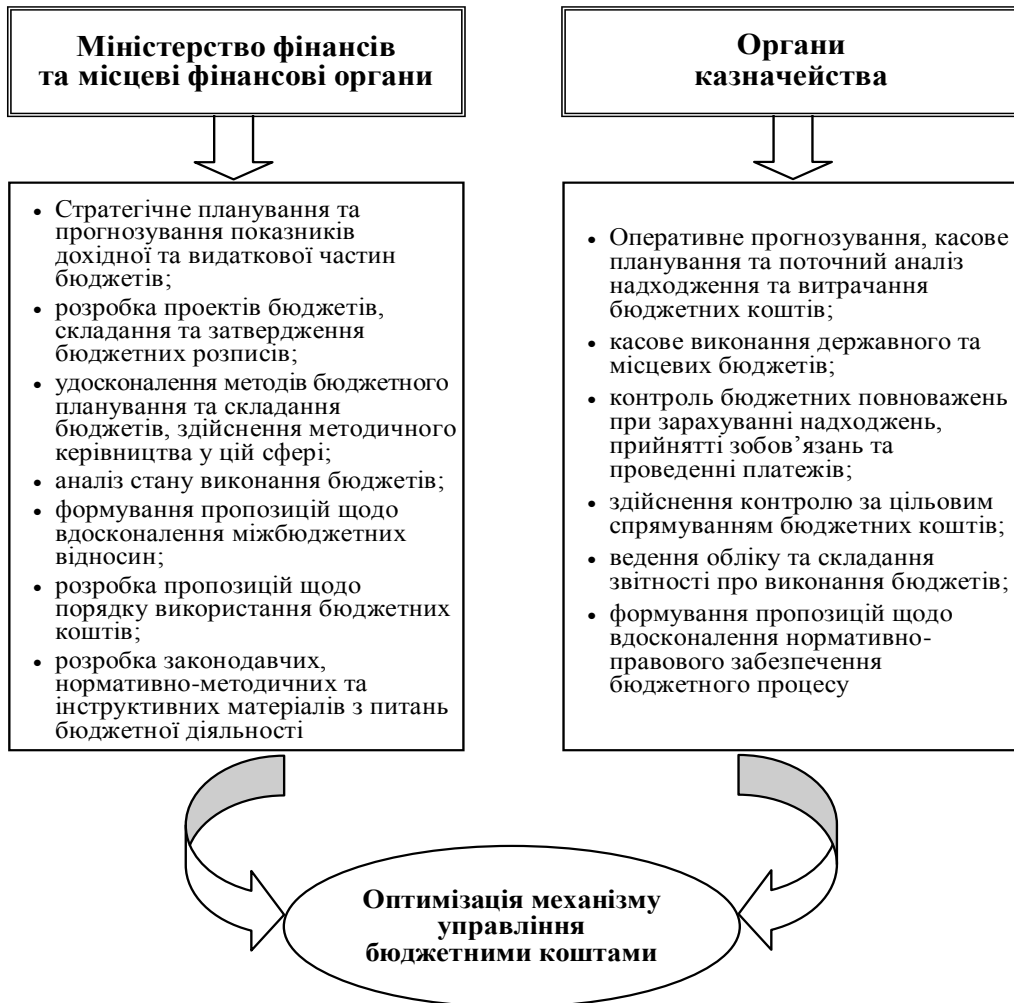 Міністерство фінансів
та місцеві фінансові органи
• Стратегічне планування та
прогнозування показників
дохідної та видаткової частин
бюджетів;
• розробка проектів бюджетів,
складання та затвердження
бюджетних розписів;
• удосконалення методів бюджетного
планування та складання
бюджетів, здійснення методичного
керівництва у цій сфері;
• аналіз стану виконання бюджетів;
• формування пропозицій щодо
вдосконалення міжбюджетних
відносин;
• розробка пропозицій щодо
порядку використання бюджетних
коштів;
• розробка законодавчих,
нормативно-методичних та
інструктивних матеріалів з питань
бюджетної діяльності
Органи
казначейства
• Оперативне прогнозування, касове
планування та поточний аналіз
надходження та витрачання
бюджетних коштів;
• касове виконання державного та
місцевих бюджетів;
• контроль бюджетних повноважень
при зарахуванні надходжень,
прийнятті зобов’язань та
проведенні платежів;
• здійснення контролю за цільовим
спрямуванням бюджетних коштів;
• ведення обліку та складання
звітності про виконання бюджетів;
• формування пропозицій щодо
вдосконалення нормативно-
правового забезпечення
бюджетного процесу
Оптимізація механізму
управління
бюджетними коштами